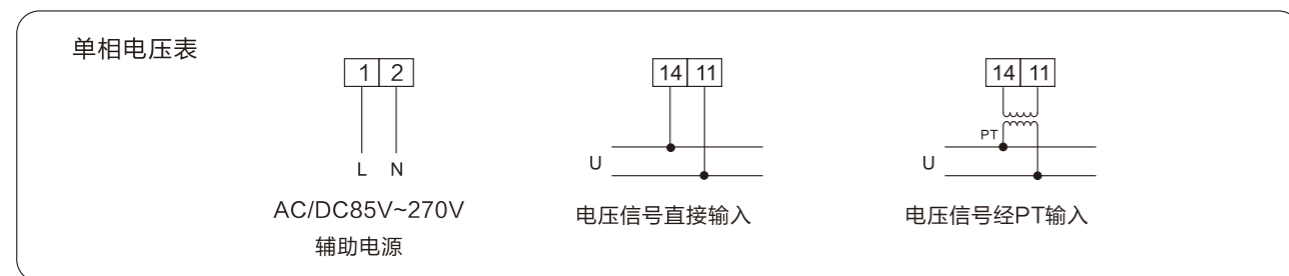 单相电压表
1 2
L N
AC/DC85V~270V
辅助电源
14 11
U
电压信号直接输入
14 11
PT
U
电压信号经PT输入